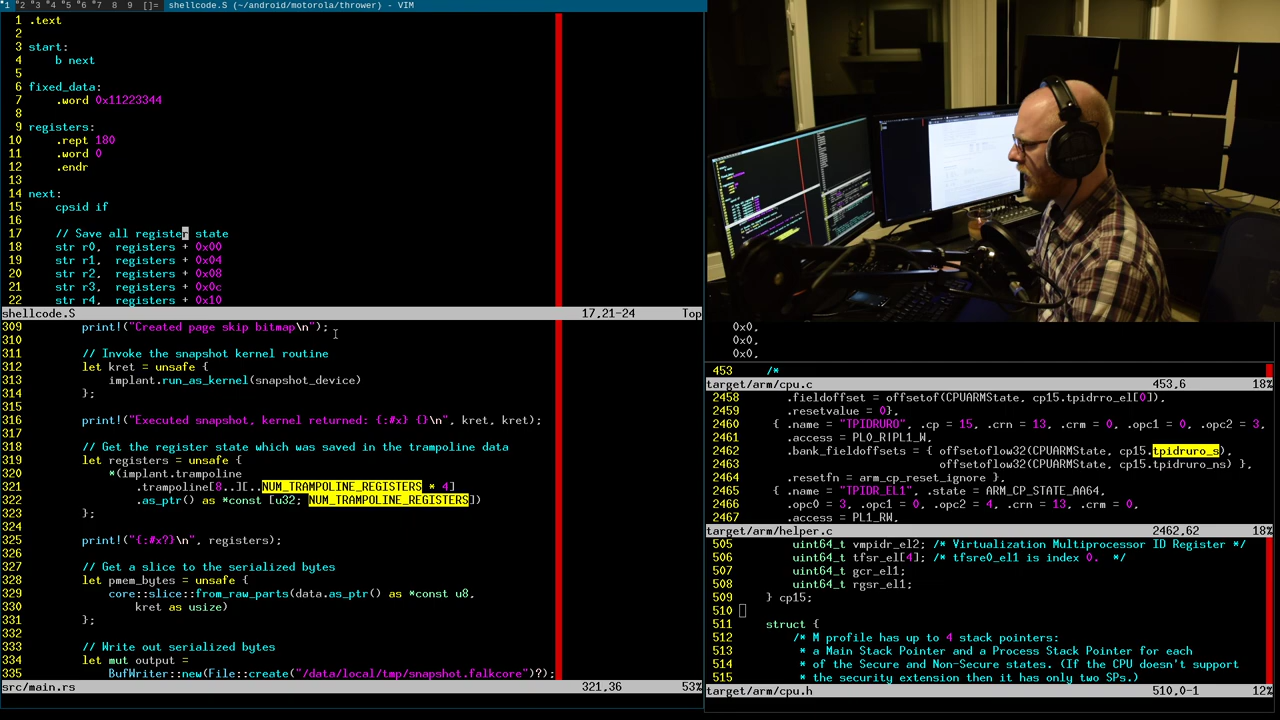 1 2 3 4 5 6 7 8 9 []= shellcode.S (~/android/motorola/thrower) - VIM
1 .text
2
3 start:
4 b next
5
6 fixed_data:
7 .word 0x11223344
8
9 registers:
10 .rept 180
11 .word 0
12 .endr
13
14 next:
15 cpsid if
16
17 // Save all register state
18 str r0, registers + 0x00
19 str r1, registers + 0x04
20 str r2, registers + 0x08
21 str r3, registers + 0x0c
22 str r4, registers + 0x10
shellcode.S 17,21-24 Top
309 print!("Created page skip bitmap\n");
310
311 // Invoke the snapshot kernel routine
312 let kret = unsafe {
313 implant.run_as_kernel(snapshot_device)
314 };
315
316 print!("Executed snapshot, kernel returned: {:#x} {}\n", kret, kret);
317
318 // Get the register state which was saved in the trampoline data
319 let registers = unsafe {
320 *(implant.trampoline
321 .trampoline[8..][..NUM_TRAMPOLINE_REGISTERS * 4]
322 .as_ptr() as *const [u32; NUM_TRAMPOLINE_REGISTERS])
323 };
324
325 print!("{:#x?}\n", registers);
326
327 // Get a slice to the serialized bytes
328 let pmem_bytes = unsafe {
329 core::slice::from_raw_parts(data.as_ptr() as *const u8,
330 kret as usize)
331 };
332
333 // Write out serialized bytes
334 let mut output =
335 BufWriter::new(File::create("/data/local/tmp/snapshot.falkcore")?);
src/main.rs 321,36 53%
0x0,
0x0,
0x0,
453 /*
target/arm/cpu.c 453,6 18%
2458 .fieldoffset = offsetof(CPUARMState, cp15.tpidrro_el[0]),
2459 .resetvalue = 0},
2460 { .name = "TPIDRURO", .cp = 15, .crn = 13, .crm = 0, .opc1 = 0, .opc2 = 3,
2461 .access = PL0_R|PL1_W,
2462 .bank_fieldoffsets = { offsetoflow32(CPUARMState, cp15.tpidruro_s),
2463 offsetoflow32(CPUARMState, cp15.tpidruro_ns) },
2464 .resetfn = arm_cp_reset_ignore },
2465 { .name = "TPIDR_EL1", .state = ARM_CP_STATE_AA64,
2466 .opc0 = 3, .opc1 = 0, .opc2 = 4, .crn = 13, .crm = 0,
2467 .access = PL1_RW,
target/arm/helper.c 2462,62 18%
505 uint64_t vmpidr_el2; /* Virtualization Multiprocessor ID Register */
506 uint64_t tfsr_el[4]; /* tfsre0_el1 is index 0. */
507 uint64_t gcr_el1;
508 uint64_t rgsr_el1;
509 } cp15;
510
511 struct {
512 /* M profile has up to 4 stack pointers:
513 * a Main Stack Pointer and a Process Stack Pointer for each
514 * of the Secure and Non-Secure states. (If the CPU doesn't support
515 * the security extension then it has only two SPs.)
target/arm/cpu.h 510,0-1 12%